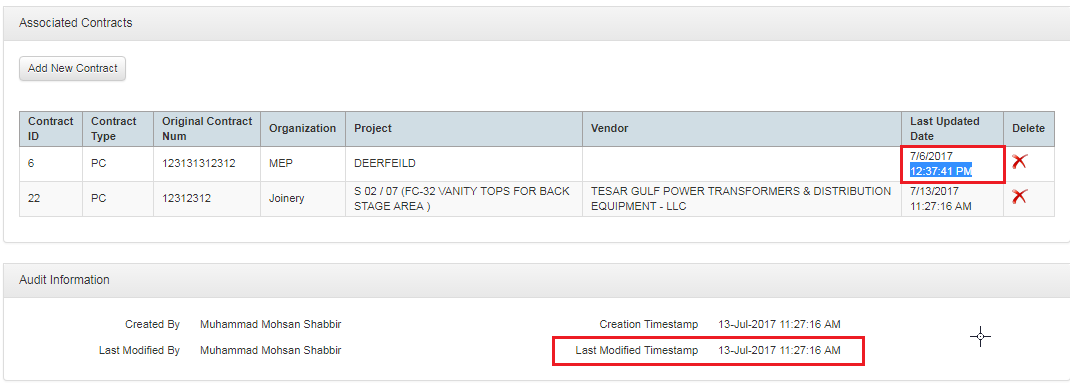 Associated Contracts
Add New Contract
Contract ID Contract Type Original Contract Num Organization Project Vendor Last Updated Date Delete
6 PC 123131312312 MEP DEERFEILD 7/6/2017
12:37:41 PM
22 PC 12312312 Joinery S 02 / 07 (FC-32 VANITY TOPS FOR BACK TESAR GULF POWER TRANSFORMERS & DISTRIBUTION 7/13/2017
STAGE AREA ) EQUIPMENT - LLC 11:27:16 AM
Audit Information
Created By Muhammad Mohsan Shabbir Creation Timestamp 13-Jul-2017 11:27:16 AM
Last Modified By Muhammad Mohsan Shabbir Last Modified Timestamp 13-Jul-2017 11:27:16 AM